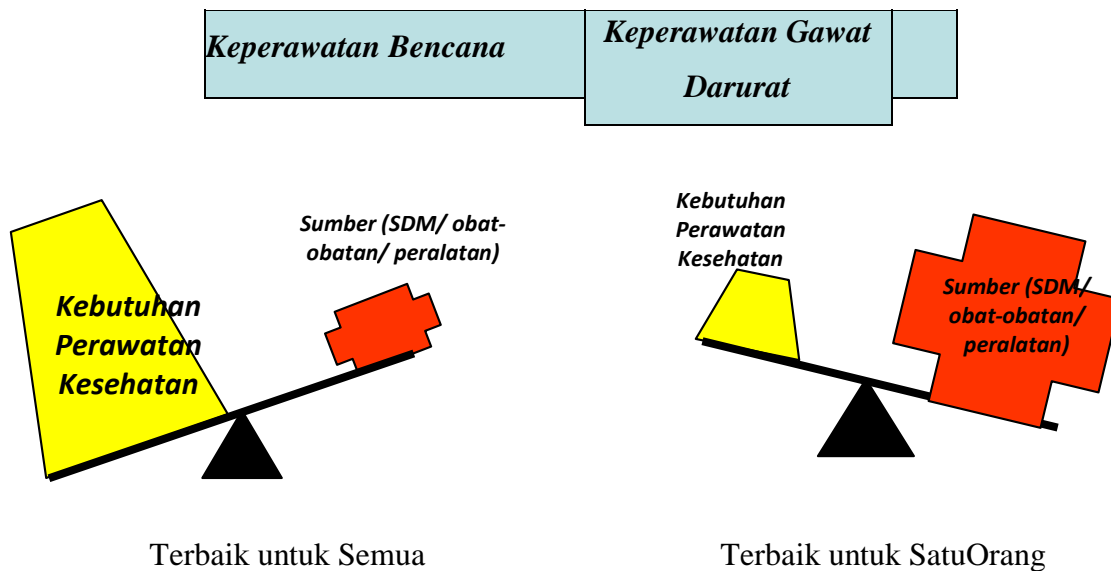 Keperawatan Bencana
Keperawatan Gawat
Darurat
Kebutuhan
Perawatan
Kesehatan
Sumber (SDM/ obat-
obatan/ peralatan)
Kebutuhan
Perawatan
Kesehatan
Sumber (SDM/
obat-obatan/
peralatan)
Terbaik untuk Semua
Terbaik untuk SatuOrang